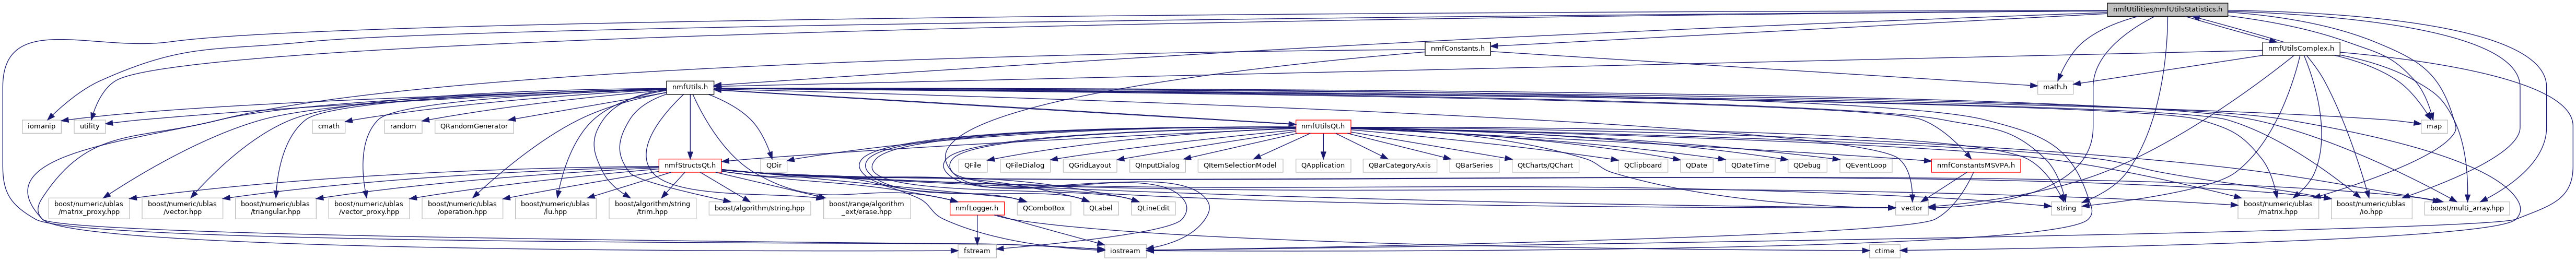 nmfUtilities/nmfUtilsStatistics.h
nmfConstants.h
nmfUtilsComplex.h
nmfUtils.h
math.h
iomanip
utility
cmath
random
QRandomGenerator
nmfUtilsQt.h
map
nmfStructsQt.h
QDir
QFile
QFileDialog
QGridLayout
QInputDialog
QItemSelectionModel
QApplication
QBarCategoryAxis
QBarSeries
QtCharts/QChart
QClipboard
QDate
QDateTime
QDebug
QEventLoop
nmfConstantsMSVPA.h
boost/numeric/ublas
/matrix_proxy.hpp
boost/numeric/ublas
/vector.hpp
boost/numeric/ublas
/triangular.hpp
boost/numeric/ublas
/vector_proxy.hpp
boost/numeric/ublas
/operation.hpp
boost/numeric/ublas
/lu.hpp
boost/algorithm/string
/trim.hpp
boost/algorithm/string.hpp
boost/range/algorithm
_ext/erase.hpp
nmfLogger.h
QComboBox
QLabel
QLineEdit
vector
string
boost/numeric/ublas
/matrix.hpp
boost/numeric/ublas
/io.hpp
boost/multi_array.hpp
fstream
iostream
ctime